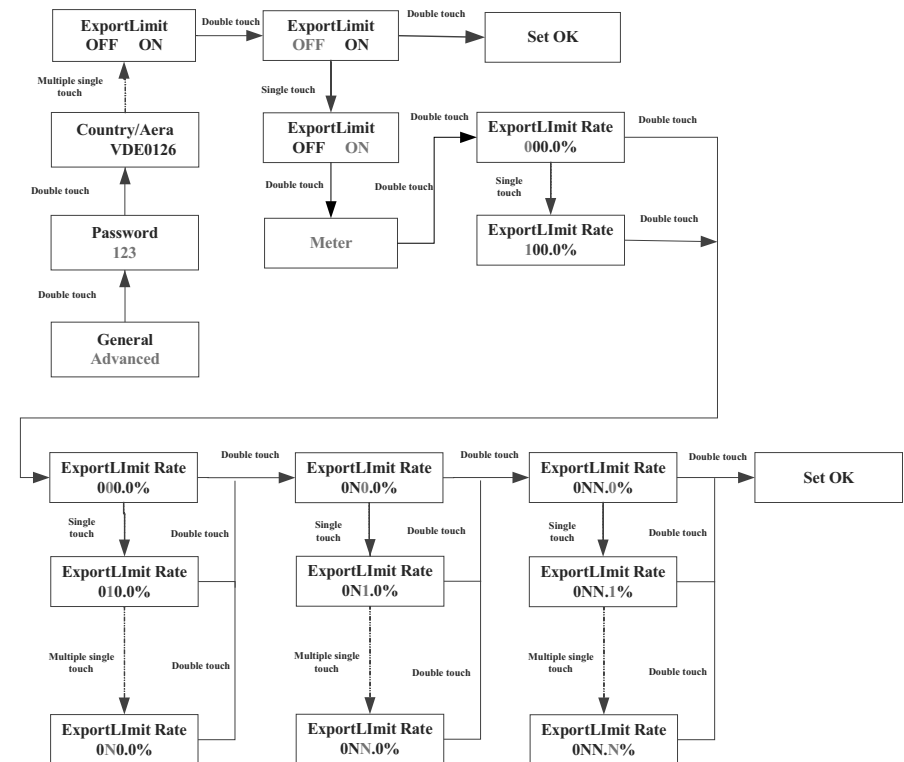 ExportLimit
OFF ON
Double touch
ExportLimit
OFF ON
Double touch
Set OK
Multiple single
touch
Single touch
Country/Aera
VDE0126
ExportLimit
OFF ON
Double touch
ExportLImit Rate
000.0%
Double touch
Double touch
Double touch
Double touch
Single
touch
Password
123
Meter
ExportLImit Rate
100.0%
Double touch
Double touch
General
Advanced
ExportLImit Rate
000.0%
Double touch
ExportLImit Rate
0N0.0%
Double touch
ExportLImit Rate
0NN.0%
Double touch
Set OK
Single
touch
Double touch
Single
touch
Double touch
Single
touch
Double touch
ExportLImit Rate
010.0%
ExportLImit Rate
0N1.0%
ExportLImit Rate
0NN.1%
Multiple single
touch
Double touch
Multiple single
touch
Double touch
Multiple single
touch
Double touch
ExportLImit Rate
0N0.0%
ExportLImit Rate
0NN.0%
ExportLImit Rate
0NN.N%